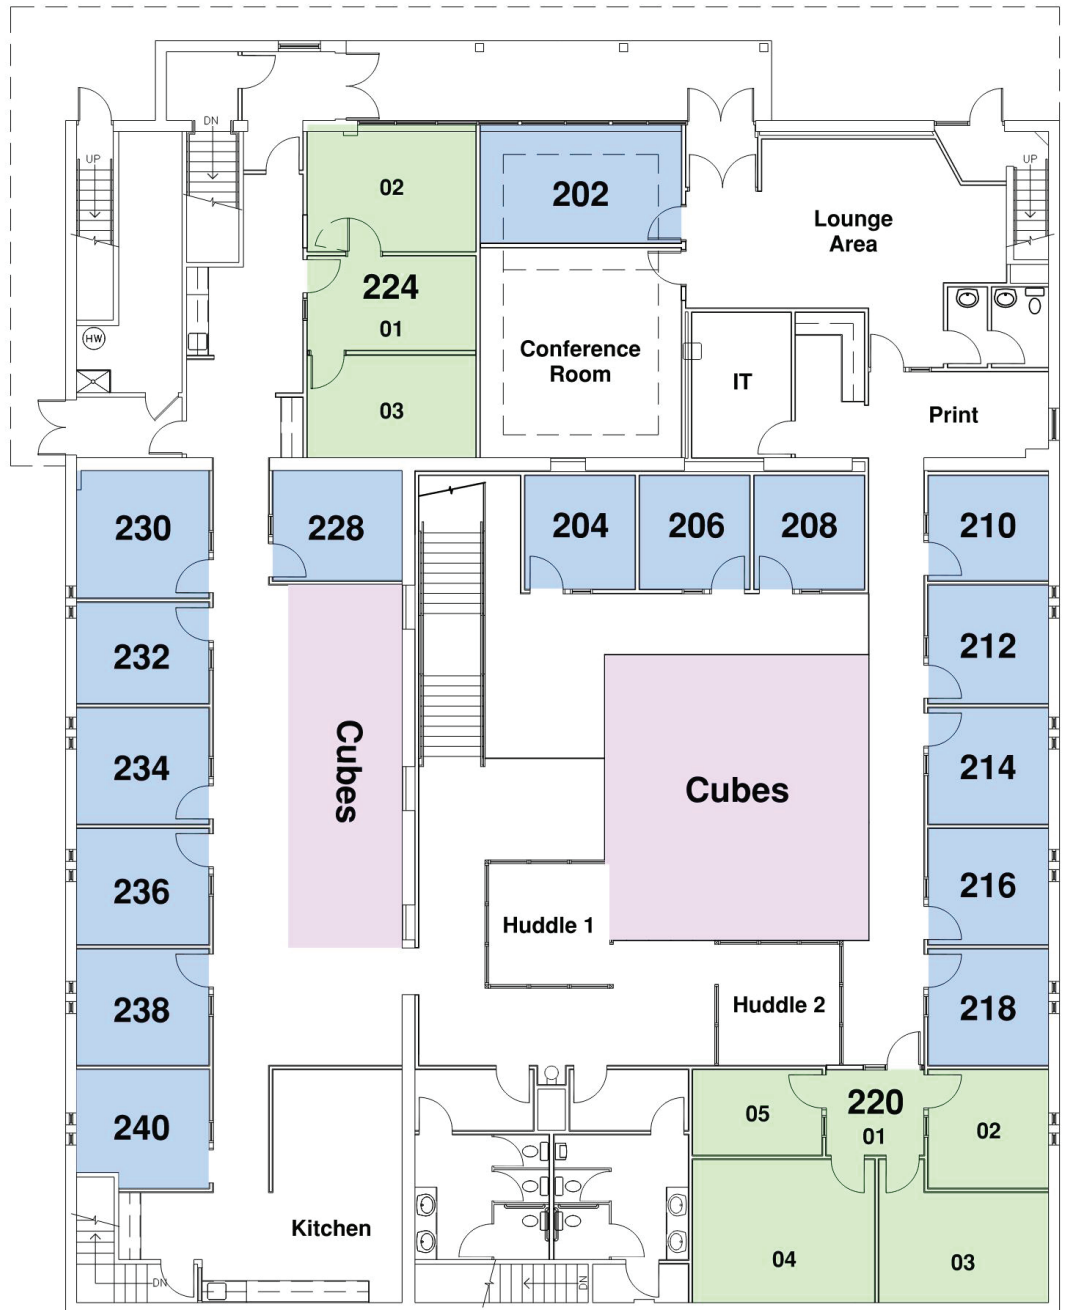 DN
UP
UP
02
202
Lounge
Area
224
01
HW
Conference
Room
IT
03
Print
230
228
204
206
208
210
232
212
234
Cubes
Cubes
214
236
216
Huddle 1
238
Huddle 2
218
240
05
220
01
02
Kitchen
04
03
DN
DN